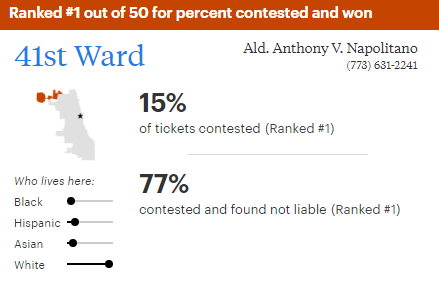 Ranked #1 out of 50 for percent contested and won
41st Ward
Ald. Anthony V. Napolitano
(773) 631-2241
15%
of tickets contested (Ranked #1)
77%
contested and found not liable (Ranked #1)
Who lives here:
Black
Hispanic
Asian
White